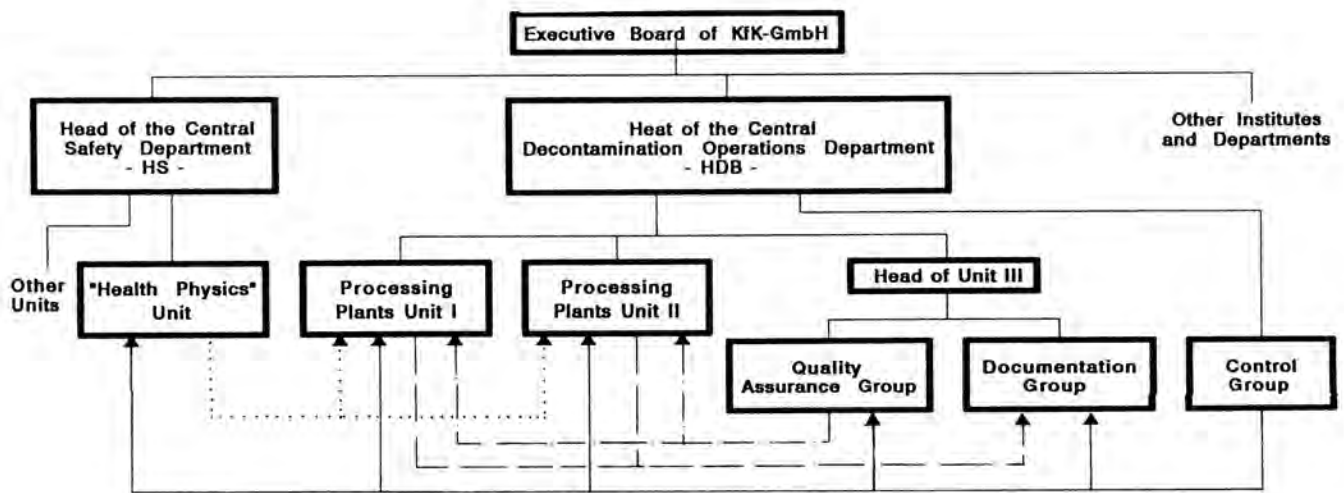 Executive Board of KfK-GmbH
Head of the Central
Safety Department
- HS -
Heat of the Central
Decontamination Operations Department
- HDB -
Other Institutes
and Departments
Other
Units
"Health Physics"
Unit
Processing
Plants Unit I
Processing
Plants Unit II
Head of Unit III
Quality
Assurance Group
Documentation
Group
Control
Group